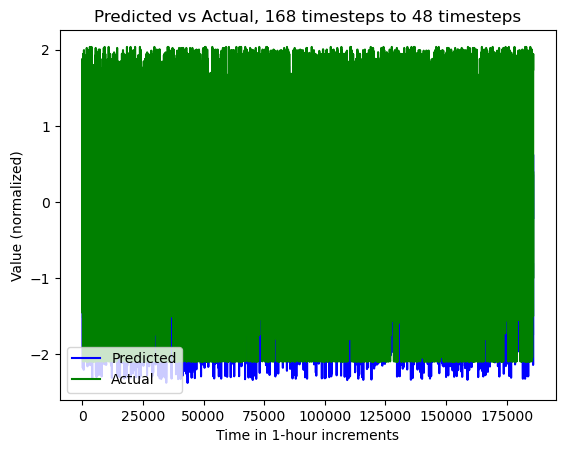 Predicted vs Actual, 168 timesteps to 48 timesteps
Value (normalized)
2
1
0
−1
−2
Predicted
Actual
0 25000 50000 75000 100000 125000 150000 175000
Time in 1-hour increments